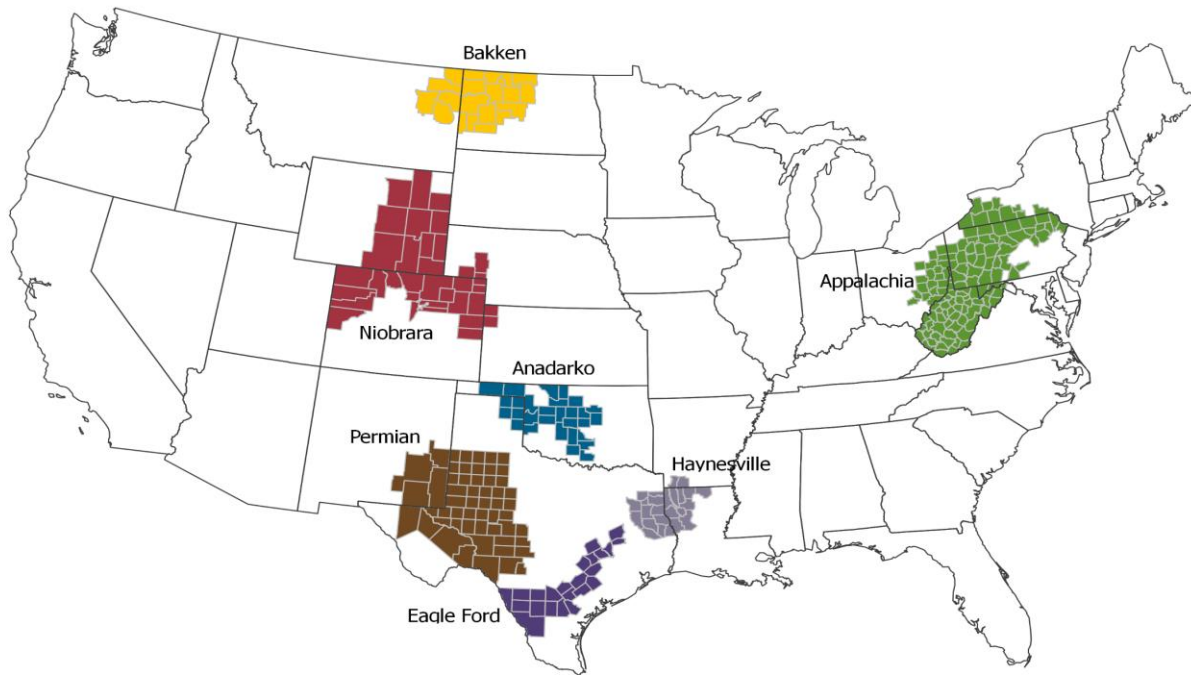 Bakken
Appalachia
Niobrara
Anadarko
Permian
Haynesville
Eagle Ford